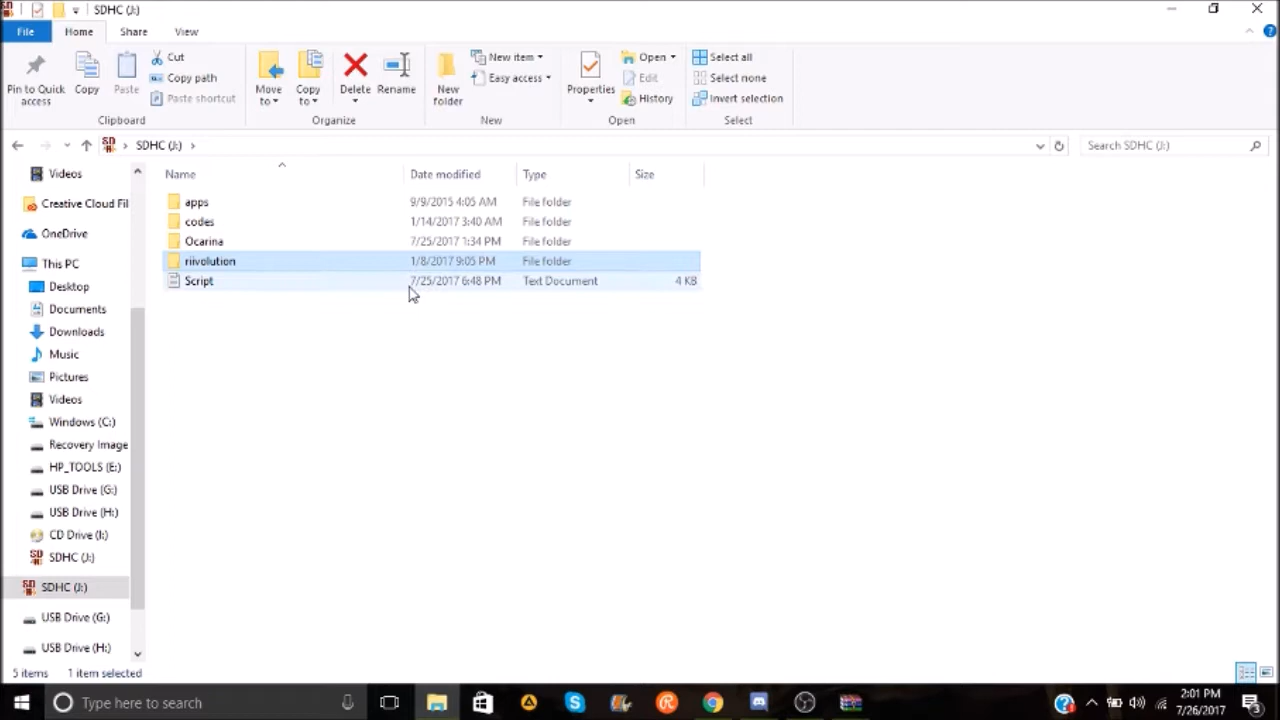 SDHC (J:)
File Home Share View
Pin to Quick access
Copy
Paste
Cut
Copy path
Paste shortcut
Clipboard
Move to
Copy to
Delete
Rename
Organize
New folder
New item
Easy access
New
Properties
Open
Edit
History
Open
Select all
Select none
Invert selection
Select
SD
SDHC (J:)
Search SDHC (J:)
Name Date modified Type Size
apps 9/9/2015 4:05 AM File folder
codes 1/14/2017 3:40 AM File folder
Ocarina 7/25/2017 1:34 PM File folder
riivolution 1/8/2017 9:05 PM File folder
Script 7/25/2017 6:48 PM Text Document 4 KB
Videos
Creative Cloud Fil
OneDrive
This PC
Desktop
Documents
Downloads
Music
Pictures
Videos
Windows (C:)
Recovery Image
HP_TOOLS (E:)
USB Drive (G:)
USB Drive (H:)
CD Drive (I:)
SDHC (J:)
SDHC (J:)
USB Drive (G:)
USB Drive (H:)
5 items 1 item selected
Type here to search
2:01 PM
7/26/2017
3